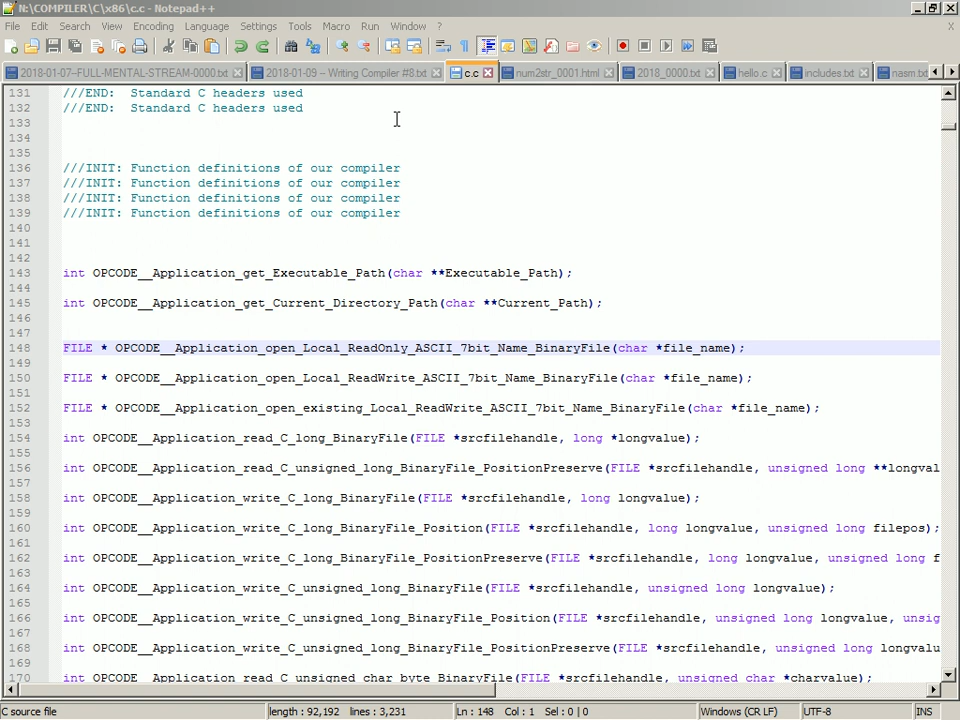 N:\COMPILER\C\x86\c.c - Notepad++
File Edit Search View Encoding Language Settings Tools Macro Run Window ? X
2018-01-07-FULL-MENTAL-STREAM-0000.txt 2018-01-09 -- Writing Compiler #8.txt c.c num2str_0001.html 2018_0000.txt hello.c includes.txt nasm.tx
131 ///END: Standard C headers used
132 ///END: Standard C headers used
133
134
135
136 ///INIT: Function definitions of our compiler
137 ///INIT: Function definitions of our compiler
138 ///INIT: Function definitions of our compiler
139 ///INIT: Function definitions of our compiler
140
141
142
143 int OPCODE__Application_get_Executable_Path(char **Executable_Path);
144
145 int OPCODE__Application_get_Current_Directory_Path(char **Current_Path);
146
147
148 FILE * OPCODE__Application_open_Local_ReadOnly_ASCII_7bit_Name_BinaryFile(char *file_name);
149
150 FILE * OPCODE__Application_open_Local_ReadWrite_ASCII_7bit_Name_BinaryFile(char *file_name);
151
152 FILE * OPCODE__Application_open_existing_Local_ReadWrite_ASCII_7bit_Name_BinaryFile(char *file_name);
153
154 int OPCODE__Application_read_C_long_BinaryFile(FILE *srcfilehandle, long *longvalue);
155
156 int OPCODE__Application_read_C_unsigned_long_BinaryFile_PositionPreserve(FILE *srcfilehandle, unsigned long **longval
157
158 int OPCODE__Application_write_C_long_BinaryFile(FILE *srcfilehandle, long longvalue);
159
160 int OPCODE__Application_write_C_long_BinaryFile_Position(FILE *srcfilehandle, long longvalue, unsigned long filepos);
161
162 int OPCODE__Application_write_C_long_BinaryFile_PositionPreserve(FILE *srcfilehandle, long longvalue, unsigned long f
163
164 int OPCODE__Application_write_C_unsigned_long_BinaryFile(FILE *srcfilehandle, unsigned long longvalue);
165
166 int OPCODE__Application_write_C_unsigned_long_BinaryFile_Position(FILE *srcfilehandle, unsigned long longvalue, unsig
167
168 int OPCODE__Application_write_C_unsigned_long_BinaryFile_PositionPreserve(FILE *srcfilehandle, unsigned long longvalu
169
170 int OPCODE__Application_read_C_unsigned_char_byte_BinaryFile(FILE *srcfilehandle, unsigned char *charvalue);
C source file length : 92,192 lines : 3,231 Ln : 148 Col : 1 Sel : 0 | 0 Windows (CR LF) UTF-8 INS